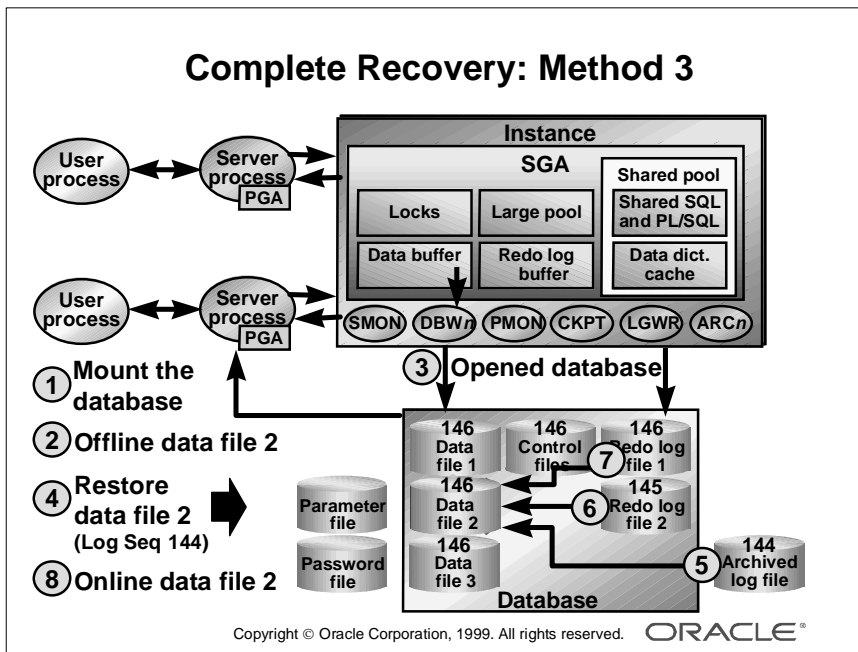 Complete Recovery: Method 3
Instance
SGA
User
process
Server
process
PGA
Locks
Large pool
Shared pool
Shared SQL
and PL/SQL
Data buffer
Redo log
buffer
Data dict.
cache
User
process
Server
process
PGA
SMON
DBWn
PMON
CKPT
LGWR
ARCn
1 Mount the
database
3 Opened database
2 Offline data file 2
4 Restore
data file 2
(Log Seq 144)
8 Online data file 2
Parameter
file
Password
file
146
Data
file 1
146
Control
files
146
Redo log
file 1
7
146
Data
file 2
6
145
Redo log
file 2
146
Data
file 3
5
144
Archived
log file
Database
Copyright © Oracle Corporation, 1999. All rights reserved.
ORACLE®